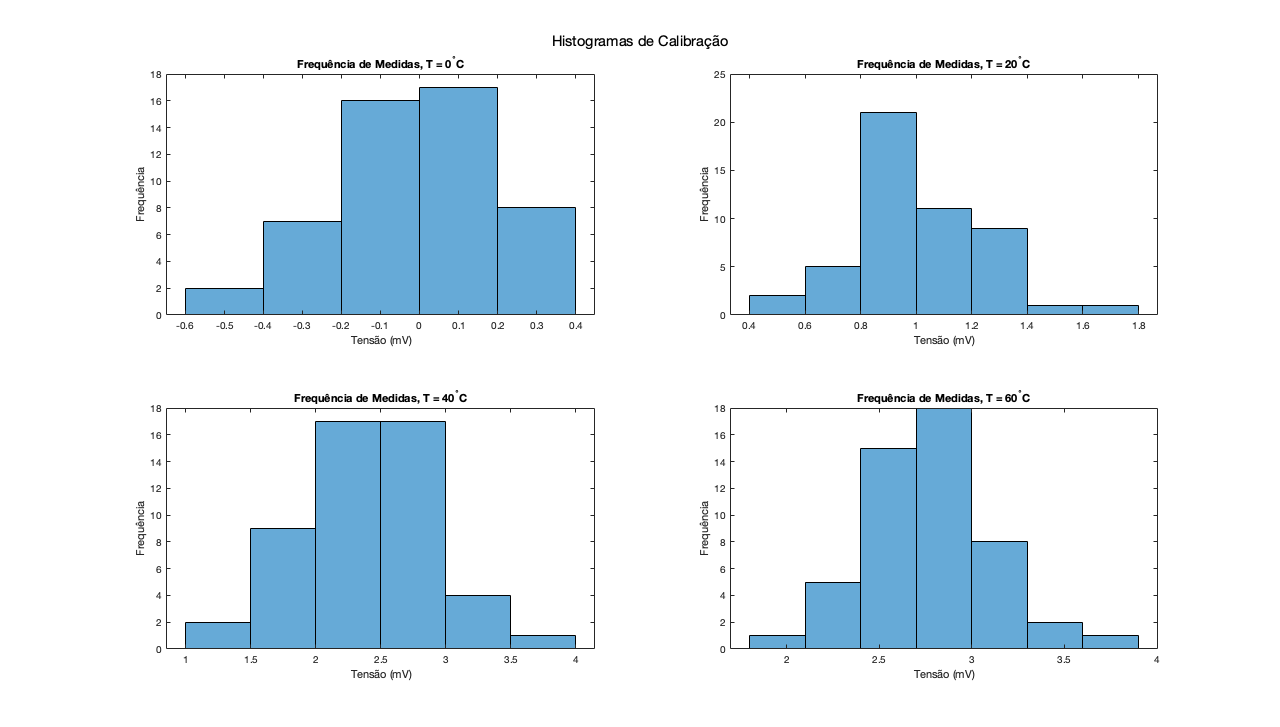 Histogramas de Calibração
Frequência de Medidas, T = 0°C
18
16
14
12
10
8
6
4
2
0
Frequência
-0.6 -0.5 -0.4 -0.3 -0.2 -0.1 0 0.1 0.2 0.3 0.4
Tensão (mV)
Frequência de Medidas, T = 20°C
25
20
15
10
5
0
Frequência
0.4 0.6 0.8 1 1.2 1.4 1.6 1.8
Tensão (mV)
Frequência de Medidas, T = 40°C
18
16
14
12
10
8
6
4
2
0
Frequência
1 1.5 2 2.5 3 3.5 4
Tensão (mV)
Frequência de Medidas, T = 60°C
18
16
14
12
10
8
6
4
2
0
Frequência
2 2.5 3 3.5 4
Tensão (mV)